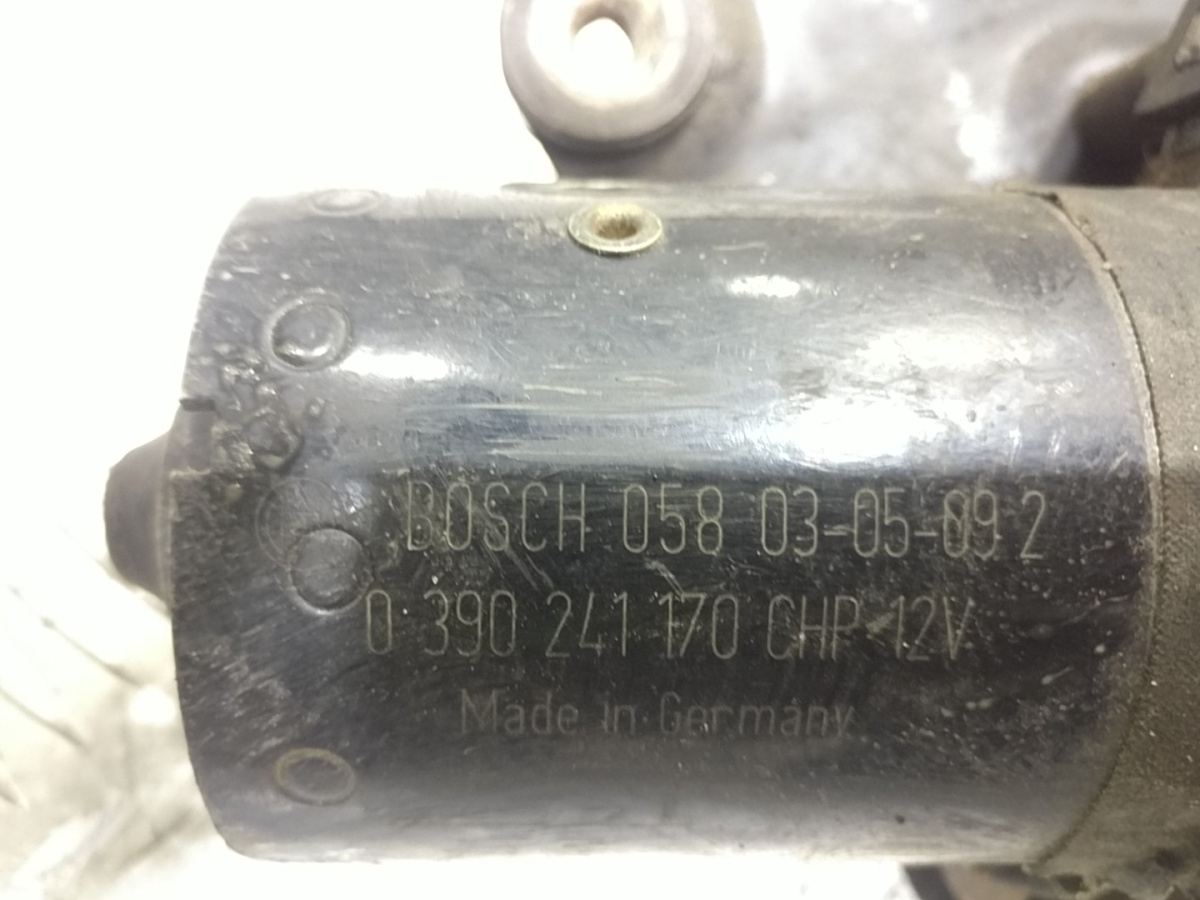 BOSCH 058 03-05-09 2
0 390 241 170 CHP 12V
Made in Germany